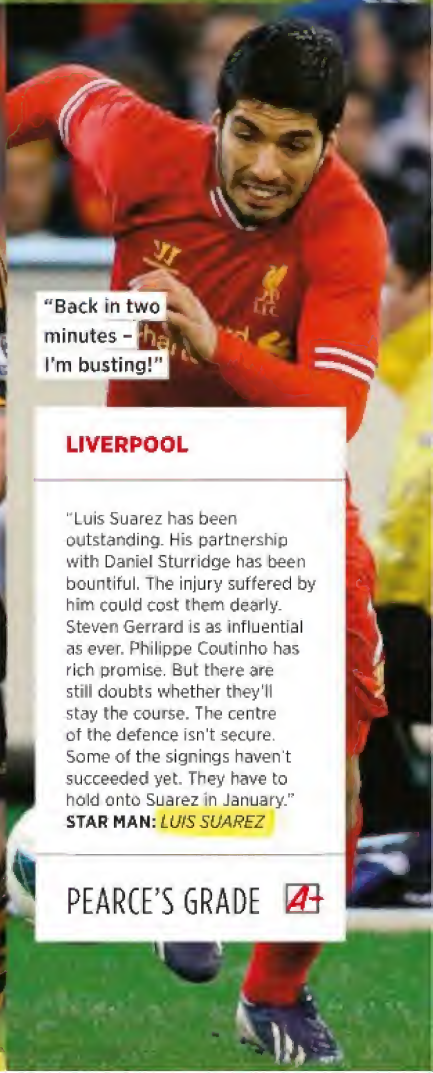 "Back in two
minutes –
I'm busting!"
LFC
LIVERPOOL
"Luis Suarez has been
outstanding. His partnership
with Daniel Sturridge has been
bountiful. The injury suffered by
him could cost them dearly.
Steven Gerrard is as influential
as ever. Philippe Coutinho has
rich promise. But there are
still doubts whether they'll
stay the course. The centre
of the defence isn't secure.
Some of the signings haven't
succeeded yet. They have to
hold onto Suarez in January."
STAR MAN: LUIS SUAREZ
PEARCE'S GRADE A+